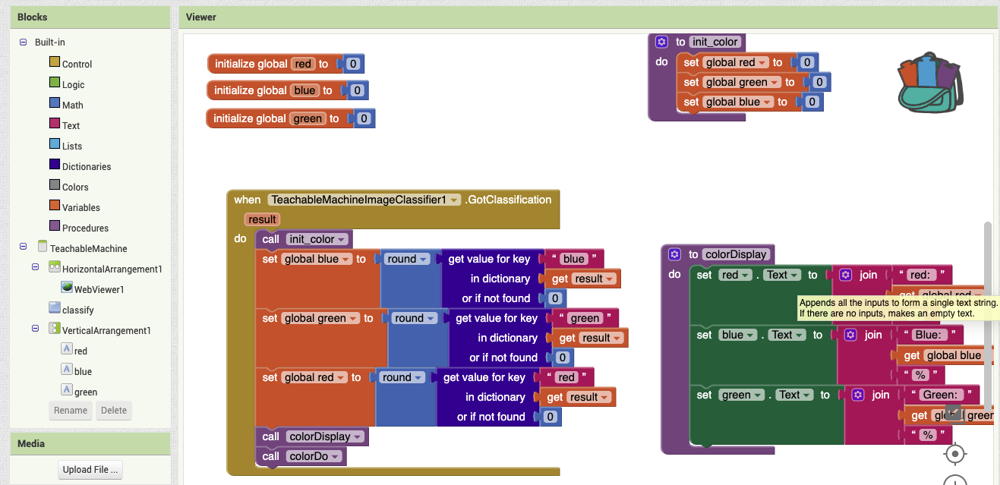 Blocks
Built-in
Control
Logic
Math
Text
Lists
Dictionaries
Colors
Variables
Procedures
TeachableMachine
HorizontalArrangement1
WebViewer1
classify
VerticalArrangement1
A red
A blue
A green
Rename Delete
Media
Upload File ...
Viewer
initialize global red to 0
initialize global blue to 0
initialize global green to 0
to init_color
do set global red to 0
set global green to 0
set global blue to 0
when TeachableMachineImageClassifier1 .GotClassification
result
do call init_color
set global blue to round get value for key " blue "
in dictionary get result
or if not found 0
set global green to round get value for key " green "
in dictionary get result
or if not found 0
set global red to round get value for key " red "
in dictionary get result
or if not found 0
call colorDisplay
call colorDo
to colorDisplay
do set red . Text to join " red: "
get global red
Appends all the inputs to form a single text string.
If there are no inputs, makes an empty text.
set blue . Text to join " Blue: "
get global blue
" % "
set green . Text to join " Green: "
get global green
" % "